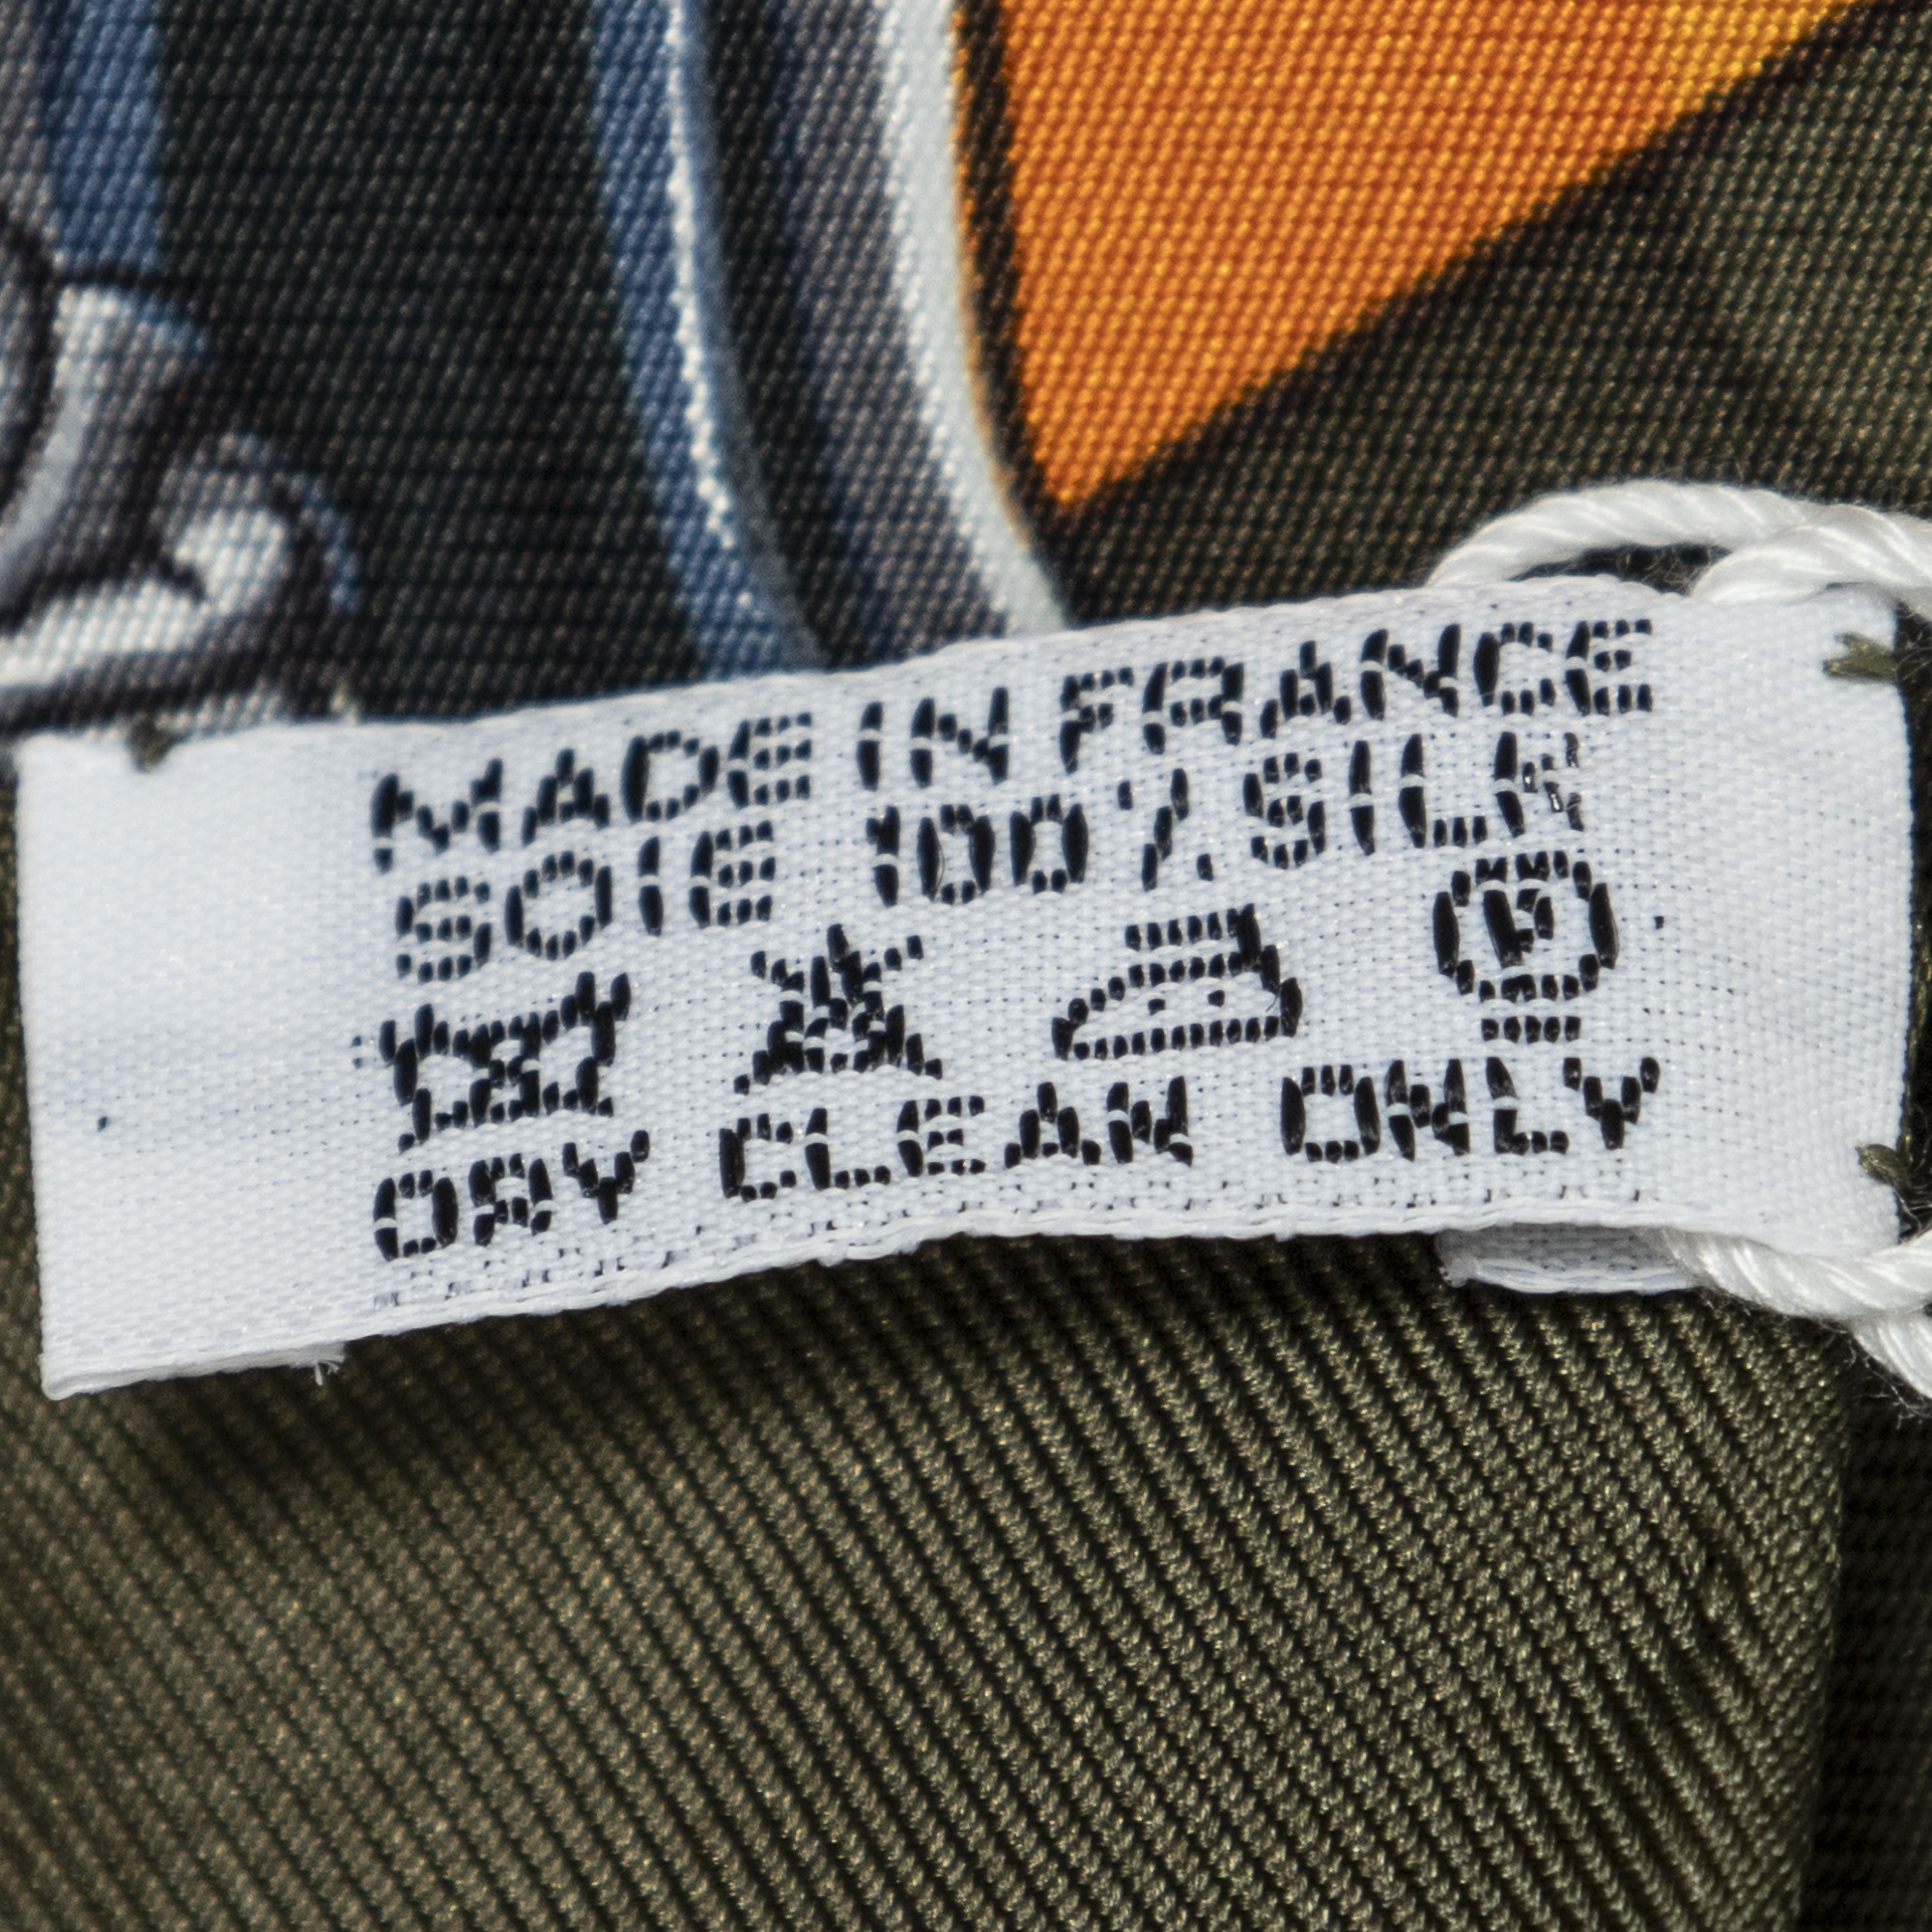 MADE IN FRANCE
SOIE 100% SILK
P
DRY CLEAN ONLY